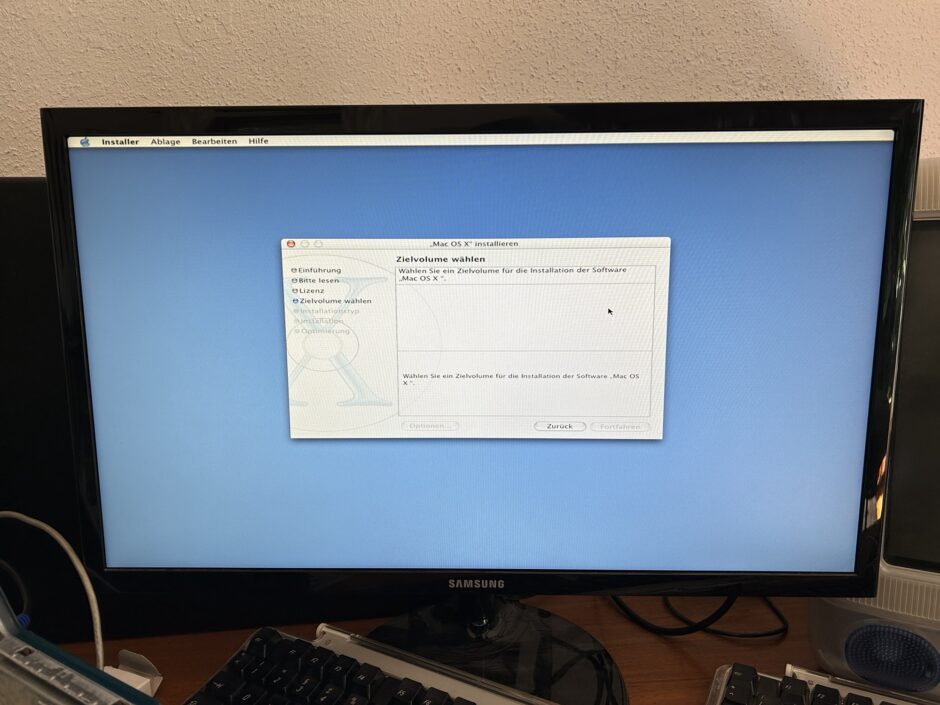 Installer Ablage Bearbeiten Hilfe
„Mac OS X“ installieren
Zielvolume wählen
Einführung
Bitte lesen
Lizenz
Zielvolume wählen
Installationstyp
Installation
Optimierung
Wählen Sie ein Zielvolume für die Installation der Software
„Mac OS X “.
Wählen Sie ein Zielvolume für die Installation der Software „Mac OS
X “.
Optionen... Zurück Fortfahren
SAMSUNG